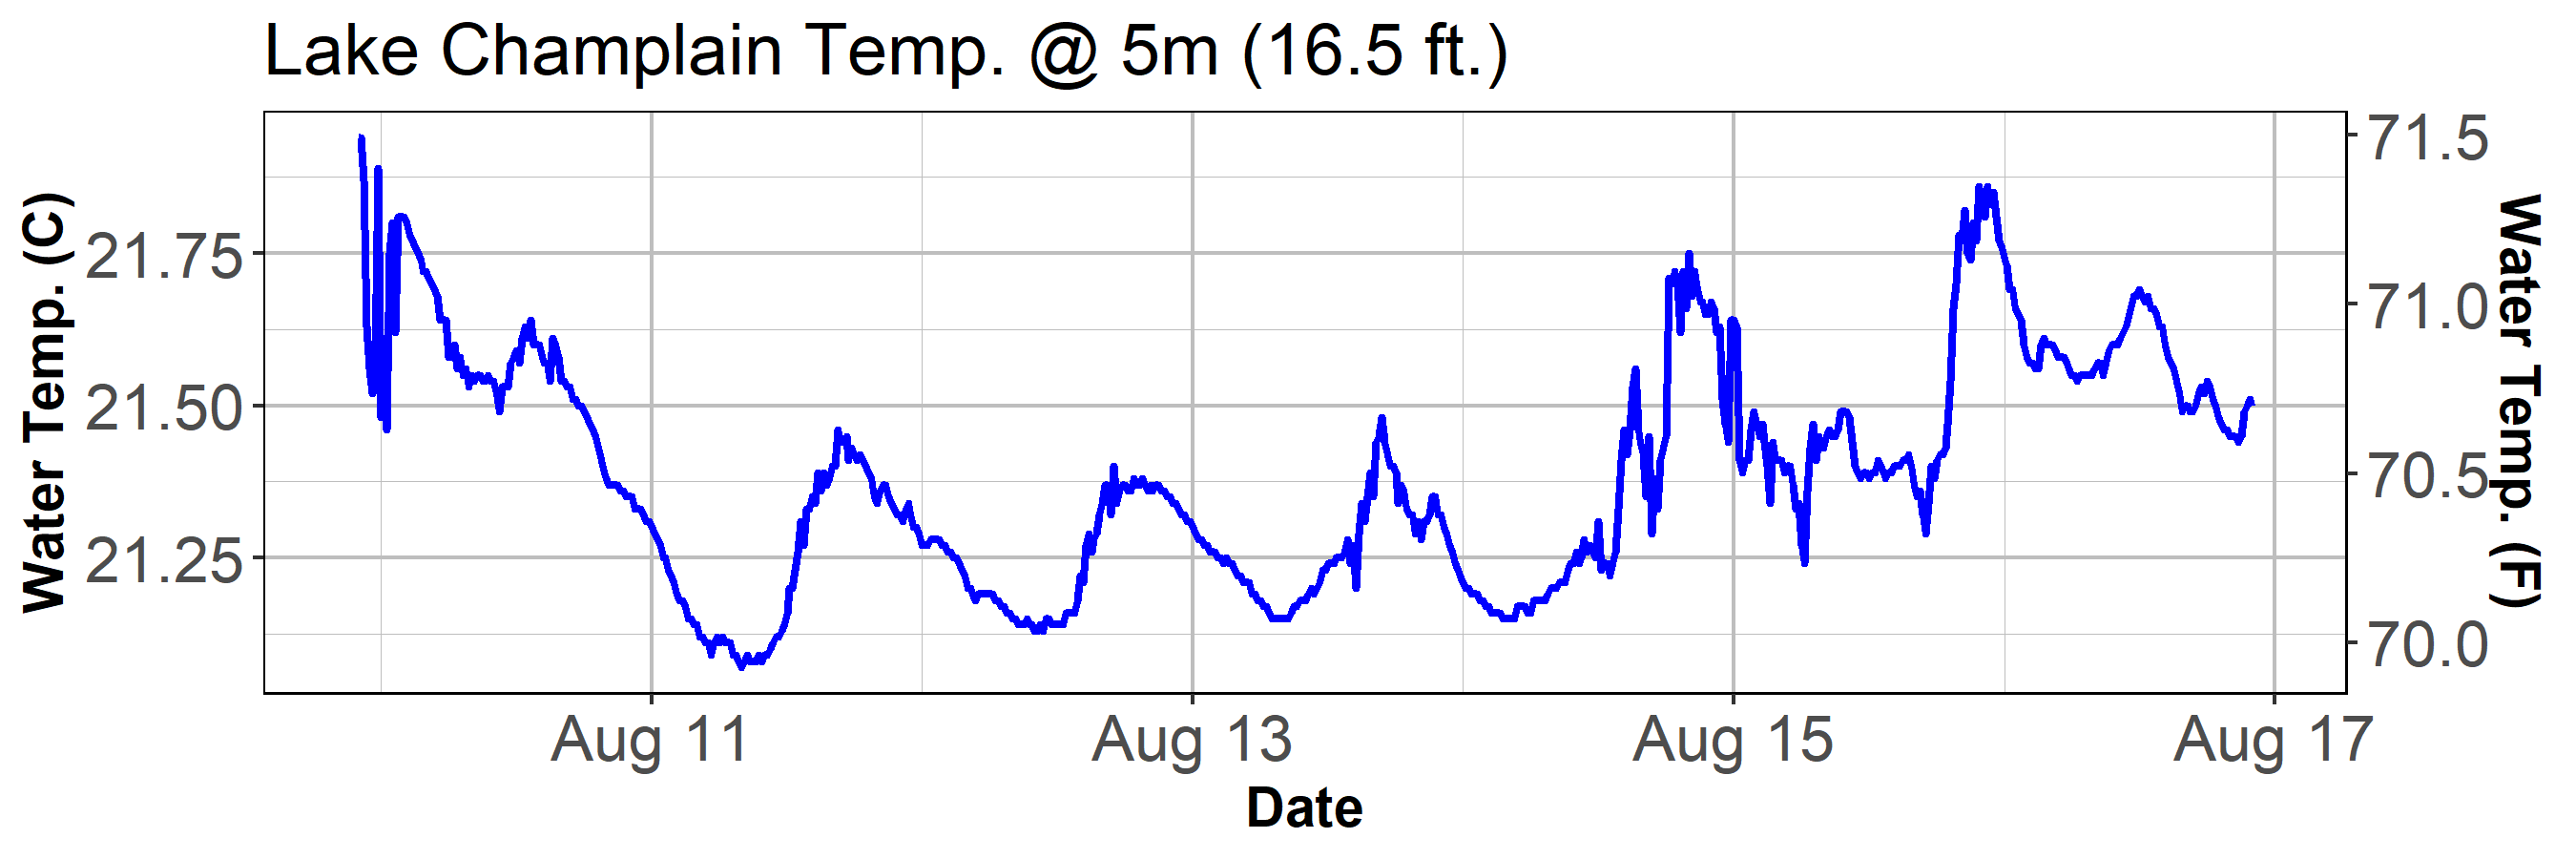 Lake Champlain Temp. @ 5m (16.5 ft.)
Water Temp. (C)
21.75
21.50
21.25
71.5
71.0
70.5
70.0
Water Temp. (F)
Aug 11
Aug 13
Aug 15
Aug 17
Date